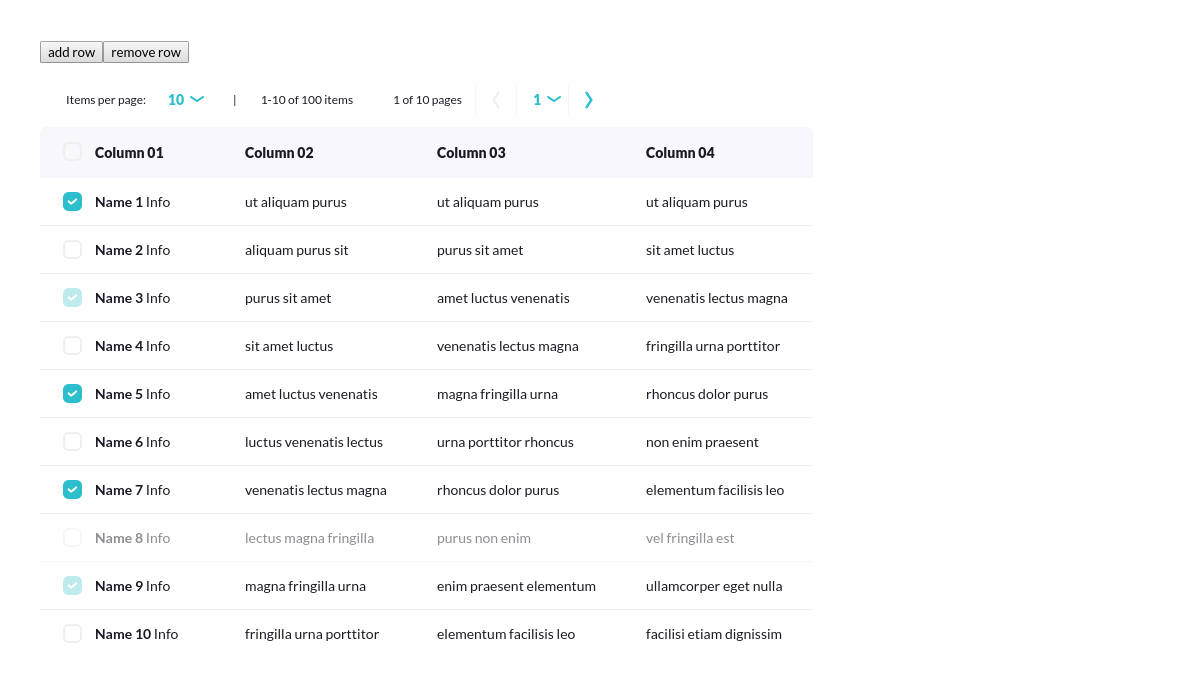 add row remove row
Items per page: 10 | 1-10 of 100 items 1 of 10 pages 1
Column 01 Column 02 Column 03 Column 04
Name 1 Info ut aliquam purus ut aliquam purus ut aliquam purus
Name 2 Info aliquam purus sit purus sit amet sit amet luctus
Name 3 Info purus sit amet amet luctus venenatis venenatis lectus magna
Name 4 Info sit amet luctus venenatis lectus magna fringilla urna porttitor
Name 5 Info amet luctus venenatis magna fringilla urna rhoncus dolor purus
Name 6 Info luctus venenatis lectus urna porttitor rhoncus non enim praesent
Name 7 Info venenatis lectus magna rhoncus dolor purus elementum facilisis leo
Name 8 Info lectus magna fringilla purus non enim vel fringilla est
Name 9 Info magna fringilla urna enim praesent elementum ullamcorper eget nulla
Name 10 Info fringilla urna porttitor elementum facilisis leo facilisi etiam dignissim